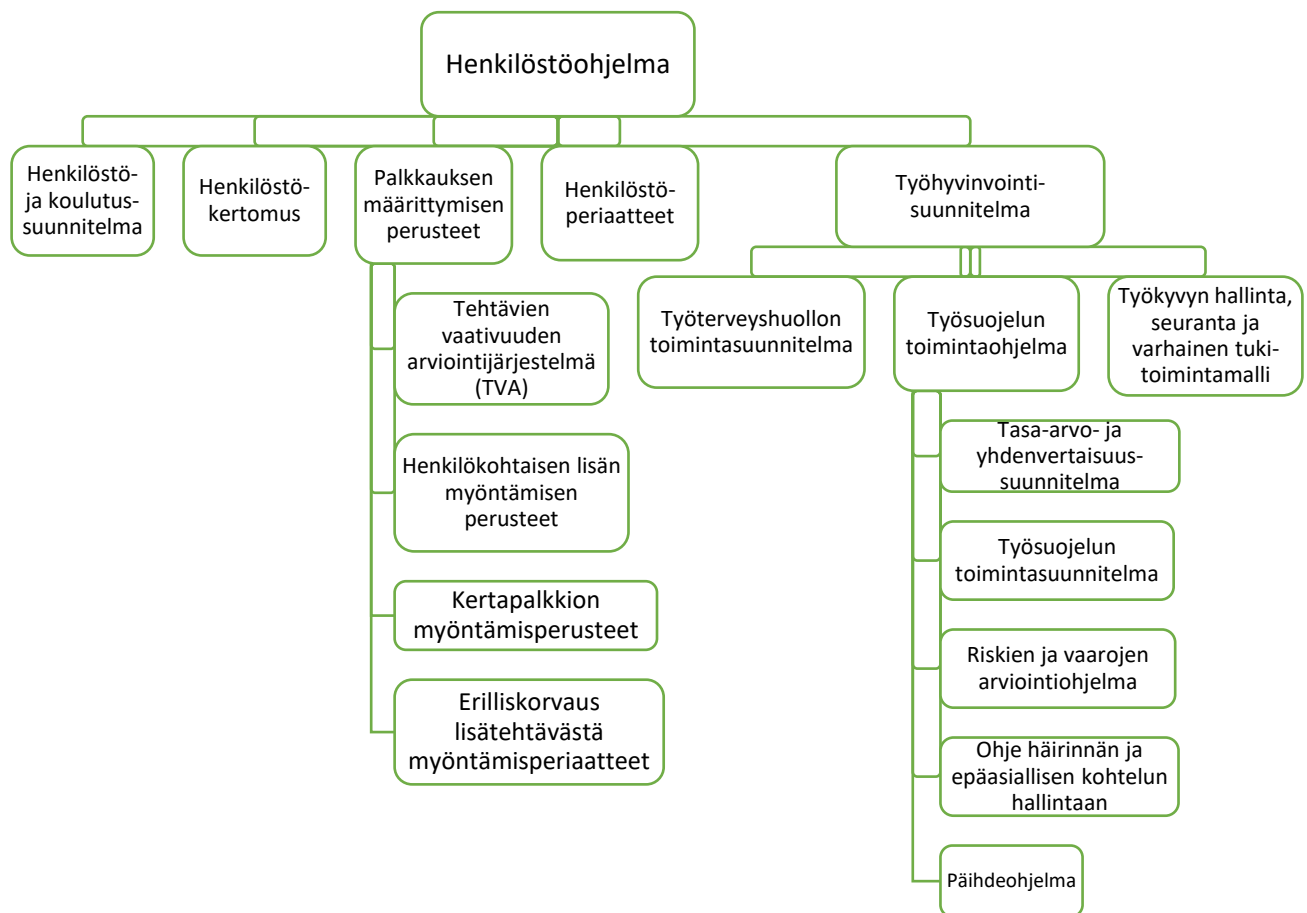 Henkilöstöohjelma
Henkilöstö-
ja koulutus-
suunnitelma
Henkilöstö-
kertomus
Palkkauksen
määrittymisen
perusteet
Henkilöstö-
periaatteet
Työhyvinvointi-
suunnitelma
Tehtävien
vaativuuden
arviointijärjestelmä
(TVA)
Henkilökohtaisen lisän
myöntämisen
perusteet
Kertapalkkion
myöntämisperusteet
Erilliskorvaus
lisätehtävästä
myöntämisperiaatteet
Työterveyshuollon
toimintasuunnitelma
Työsuojelun
toimintaohjelma
Työkyvyn hallinta,
seuranta ja
varhainen tuki-
toimintamalli
Tasa-arvo- ja
yhdenvertaisuus-
suunnitelma
Työsuojelun
toimintasuunnitelma
Riskien ja vaarojen
arviointiohjelma
Ohje häirinnän ja
epäasiallisen kohtelun
hallintaan
Päihdeohjelma